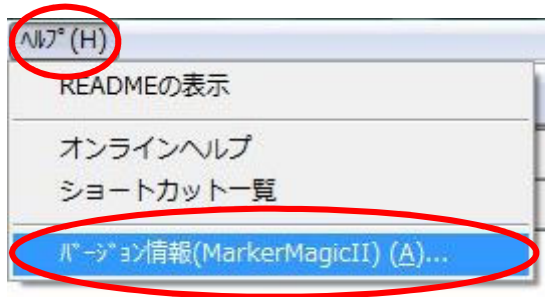 ﾍﾙﾌﾟ(H)
READMEの表示
オンラインヘルプ
ショートカット一覧
ﾊﾞｰｼﾞｮﾝ情報(MarkerMagicII) (A)...